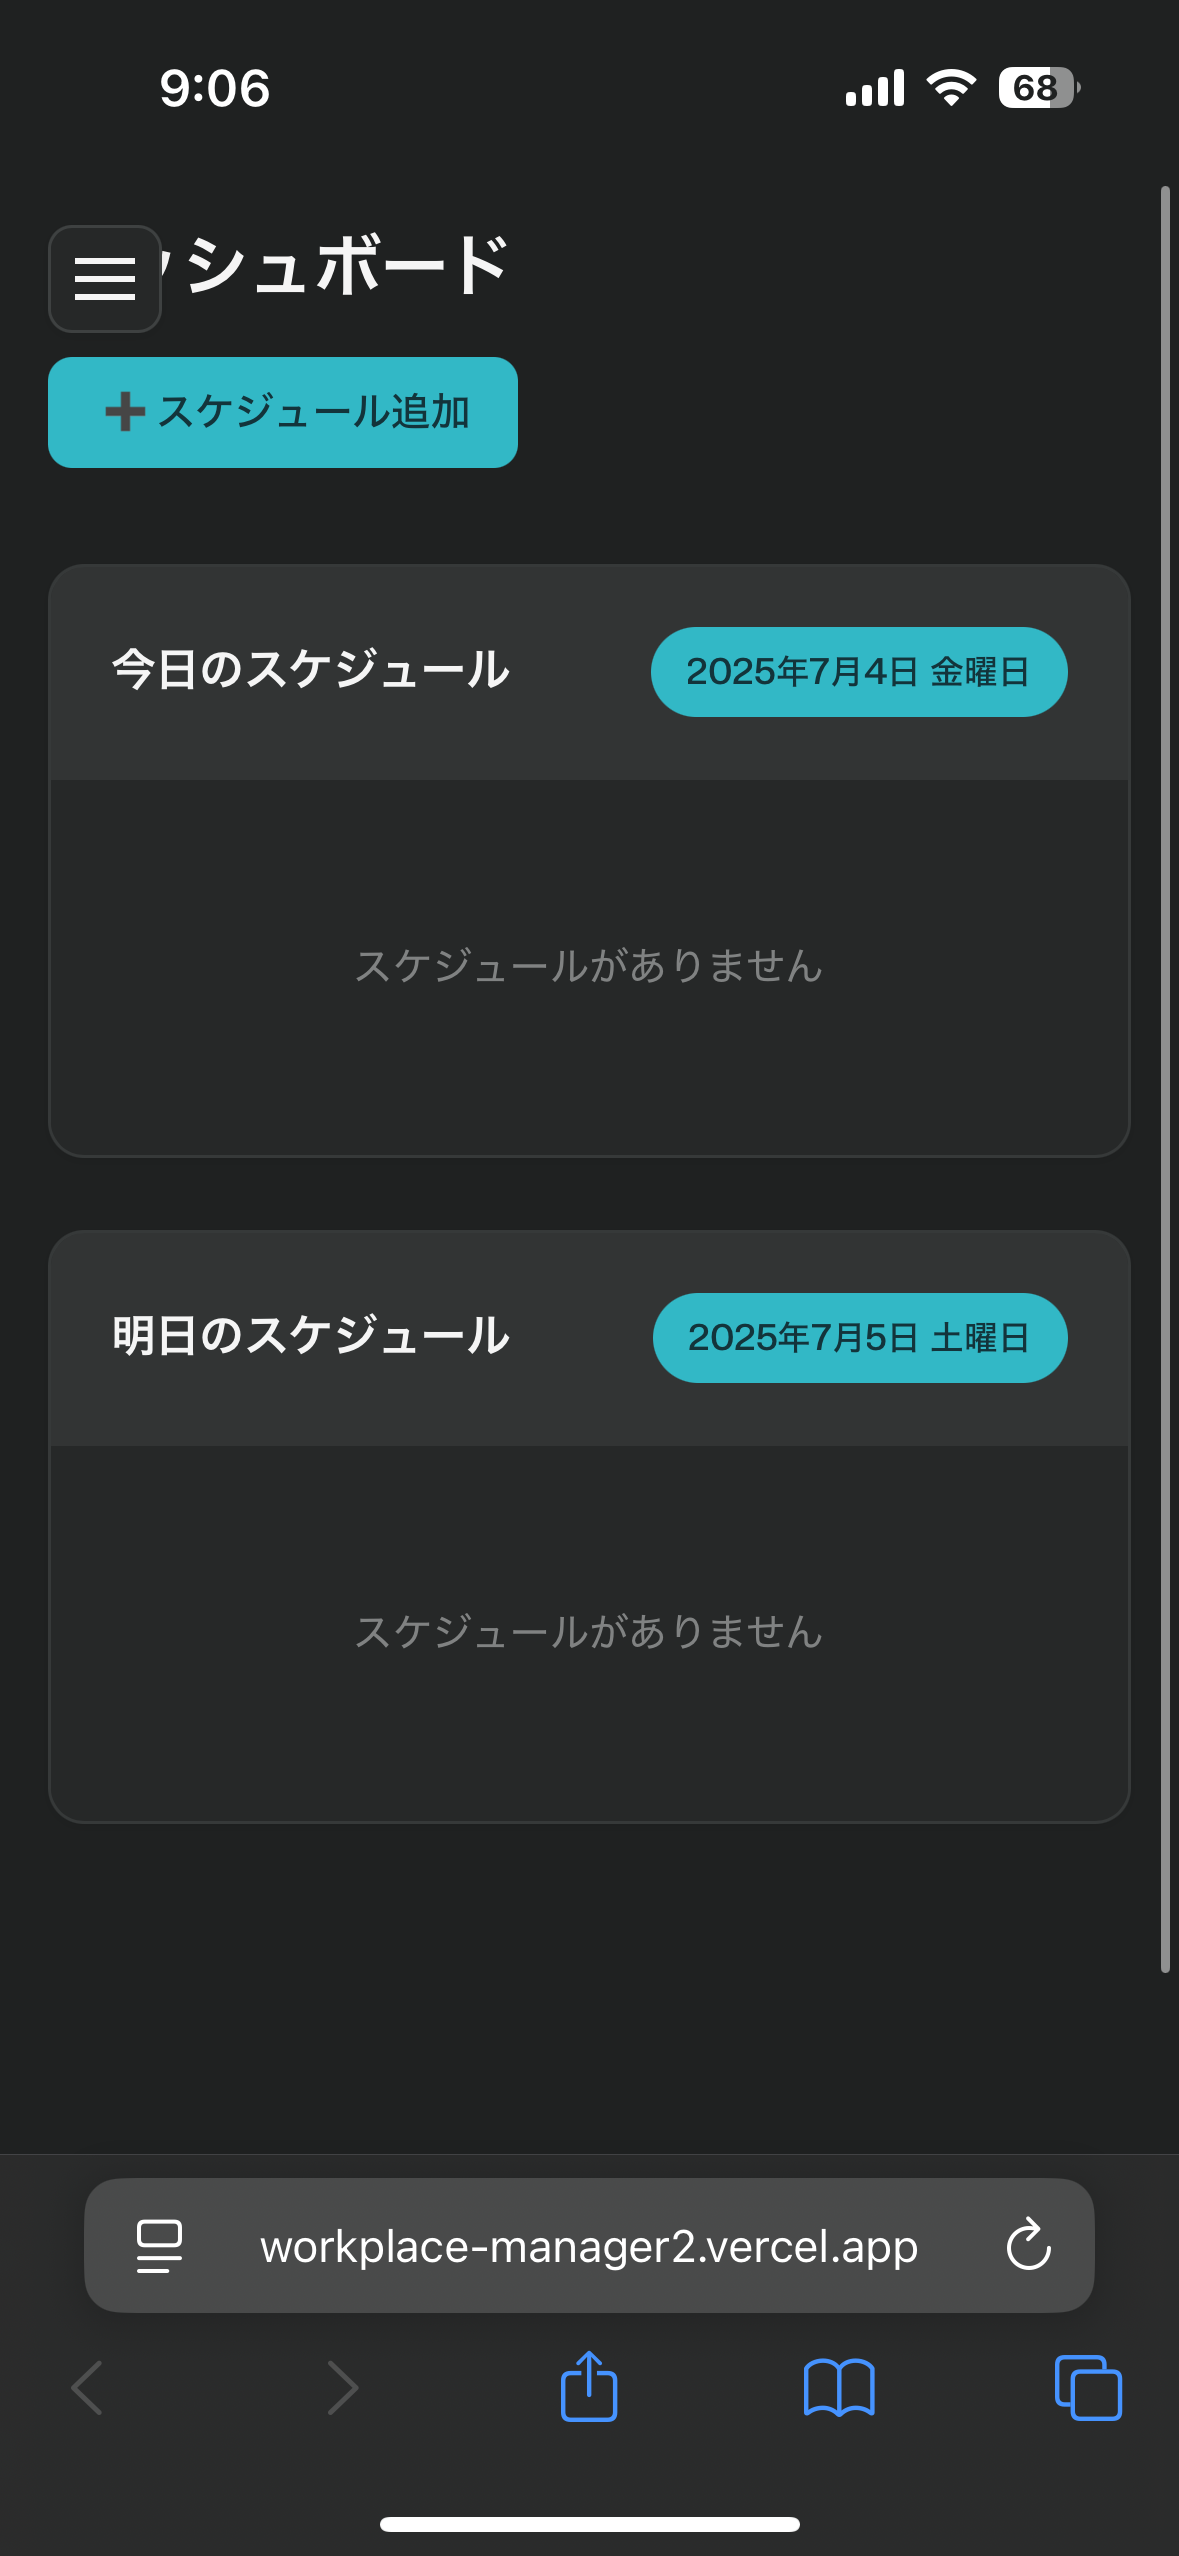 9:06
68
シュボード
➕ スケジュール追加
今日のスケジュール
2025年7月4日 金曜日
スケジュールがありません
明日のスケジュール
2025年7月5日 土曜日
スケジュールがありません
workplace-manager2.vercel.app